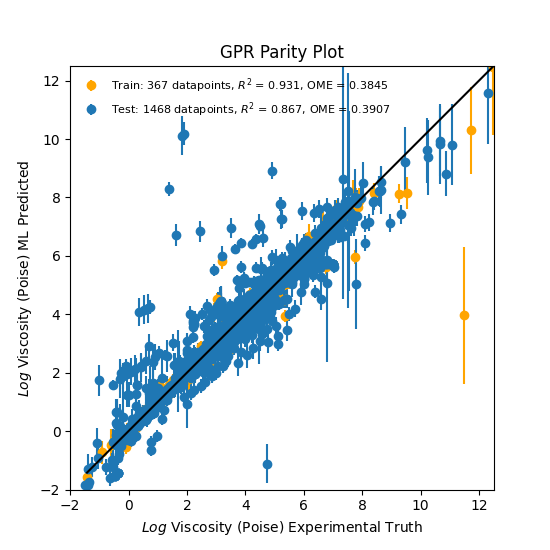 GPR Parity Plot
Train: 367 datapoints, R² = 0.931, OME = 0.3845
Test: 1468 datapoints, R² = 0.867, OME = 0.3907
12
10
8
6
4
2
0
−2
Log Viscosity (Poise) ML Predicted
−2 0 2 4 6 8 10 12
Log Viscosity (Poise) Experimental Truth